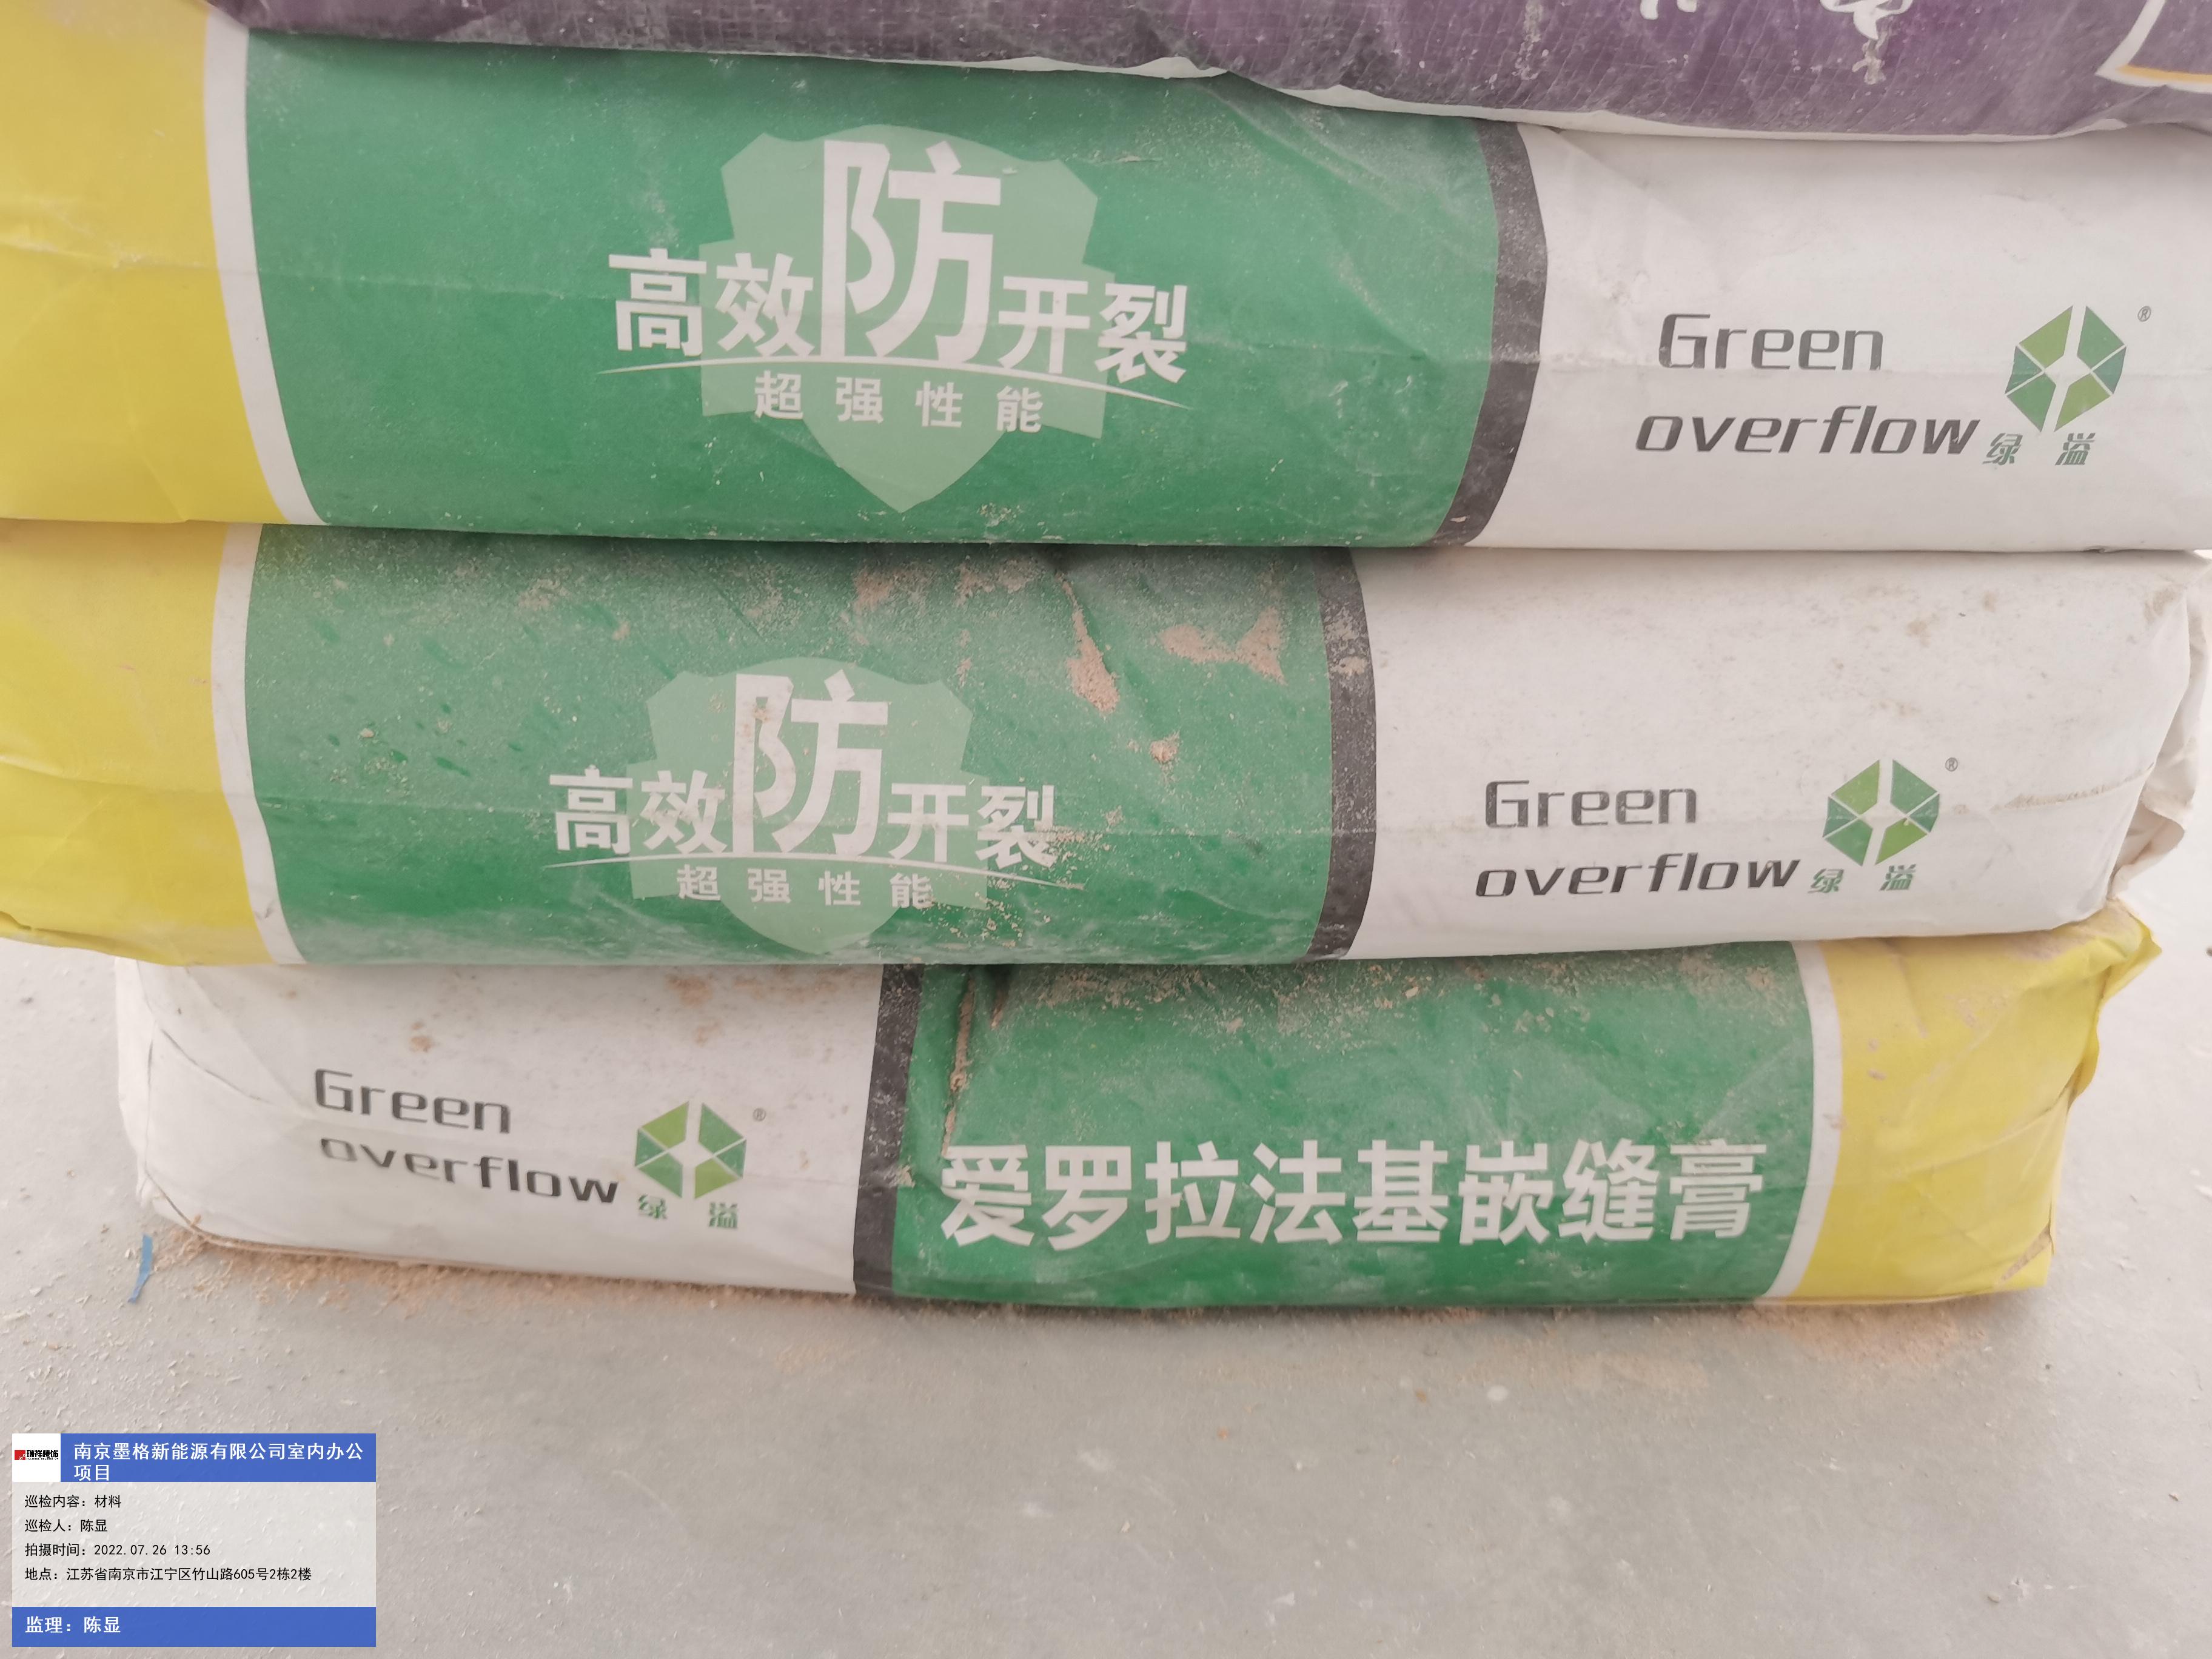 高效防开裂
超强性能
Green
overflow
®
绿溢
高效防开裂
超强性能
Green
overflow
®
绿溢
Green
overflow
®
绿溢
爱罗拉法基嵌缝膏
瑞祥装饰
南京墨格新能源有限公司室内办公
项目
巡检内容：材料
巡检人：陈显
拍摄时间：2022.07.26 13:56
地点：江苏省南京市江宁区竹山路605号2栋2楼
监理：陈显